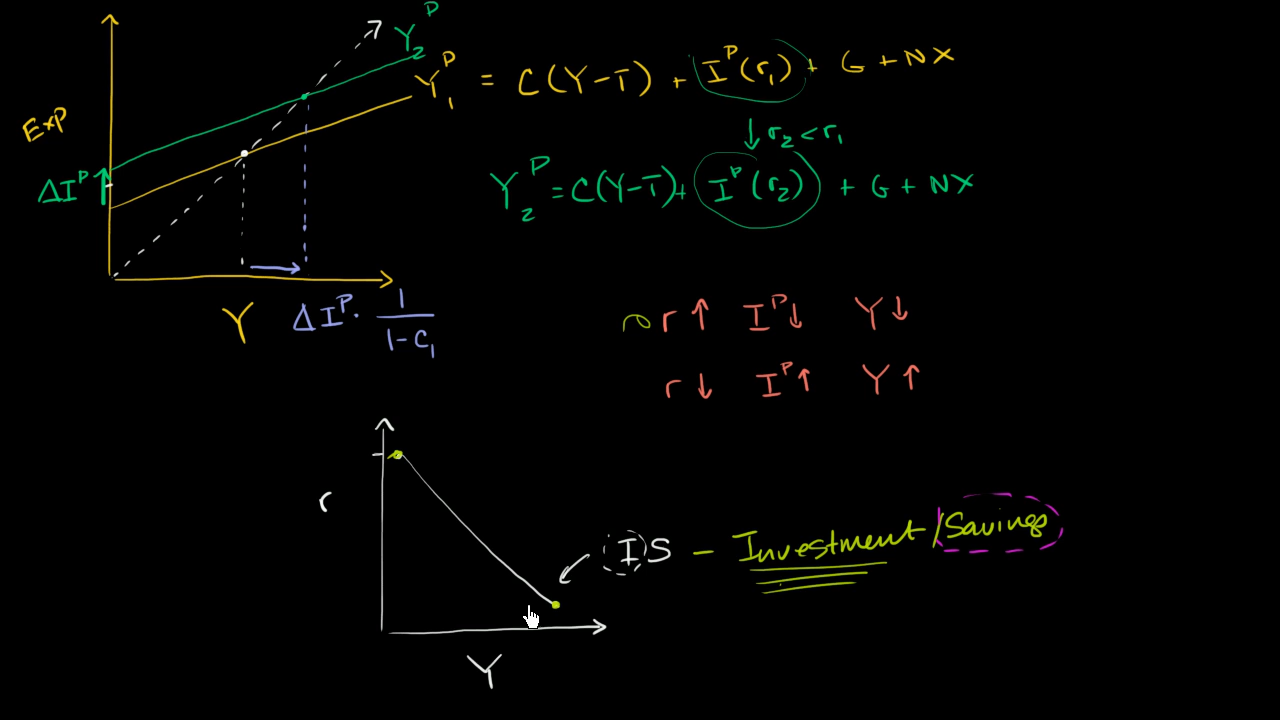 Y₂ᴾ
Y₁ᴾ = C(Y-T) + Iᴾ(r₁) + G + NX
Exp
↓ r₂ < r₁
ΔIᴾ↑
Y₂ᴾ = C(Y-T) + Iᴾ(r₂) + G + NX
Y ΔIᴾ · 1/(1-C₁)
r ↑ Iᴾ↓ Y↓
r ↓ Iᴾ↑ Y↑
r
IS - Investment/Savings
Y